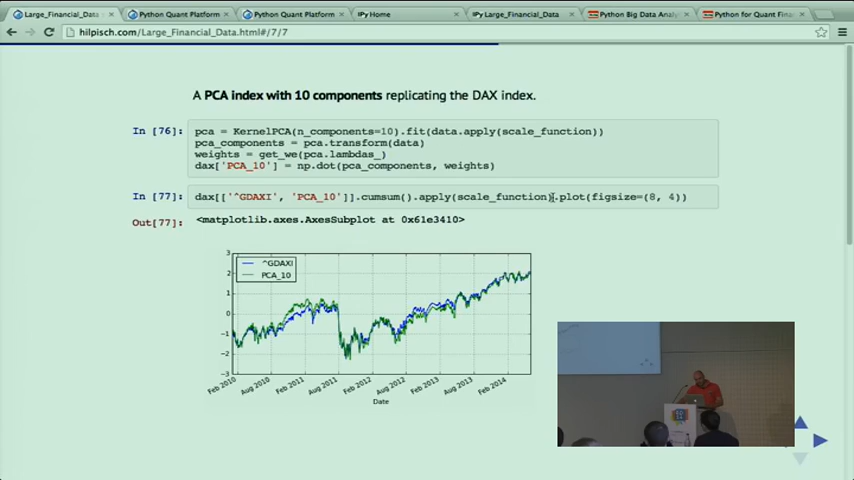 Large_Financial_Data
Python Quant Platform
Python Quant Platform
IPy Home
IPy Large_Financial_Data
Python Big Data Analy
Python for Quant Finan
hilpisch.com/Large_Financial_Data.html#/7/7
A PCA index with 10 components replicating the DAX index.
In [76]:
pca = KernelPCA(n_components=10).fit(data.apply(scale_function))
pca_components = pca.transform(data)
weights = get_we(pca.lambdas_)
dax['PCA_10'] = np.dot(pca_components, weights)
In [77]:
dax[['^GDAXI', 'PCA_10']].cumsum().apply(scale_function).plot(figsize=(8, 4))
Out[77]:
<matplotlib.axes.AxesSubplot at 0x61e3410>
^GDAXI
PCA_10
3
2
1
0
−1
−2
−3
Feb 2010
Aug 2010
Feb 2011
Aug 2011
Feb 2012
Aug 2012
Feb 2013
Aug 2013
Feb 2014
Date